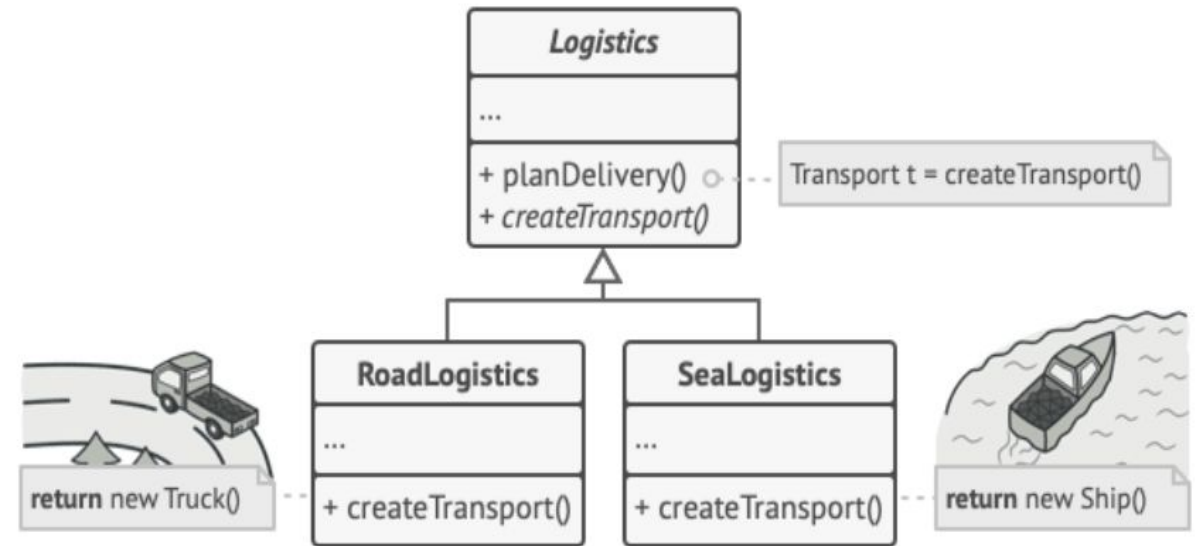 Logistics
...
+ planDelivery()
Transport t = createTransport()
+ createTransport()
RoadLogistics
...
+ createTransport()
return new Truck()
SeaLogistics
...
+ createTransport()
return new Ship()